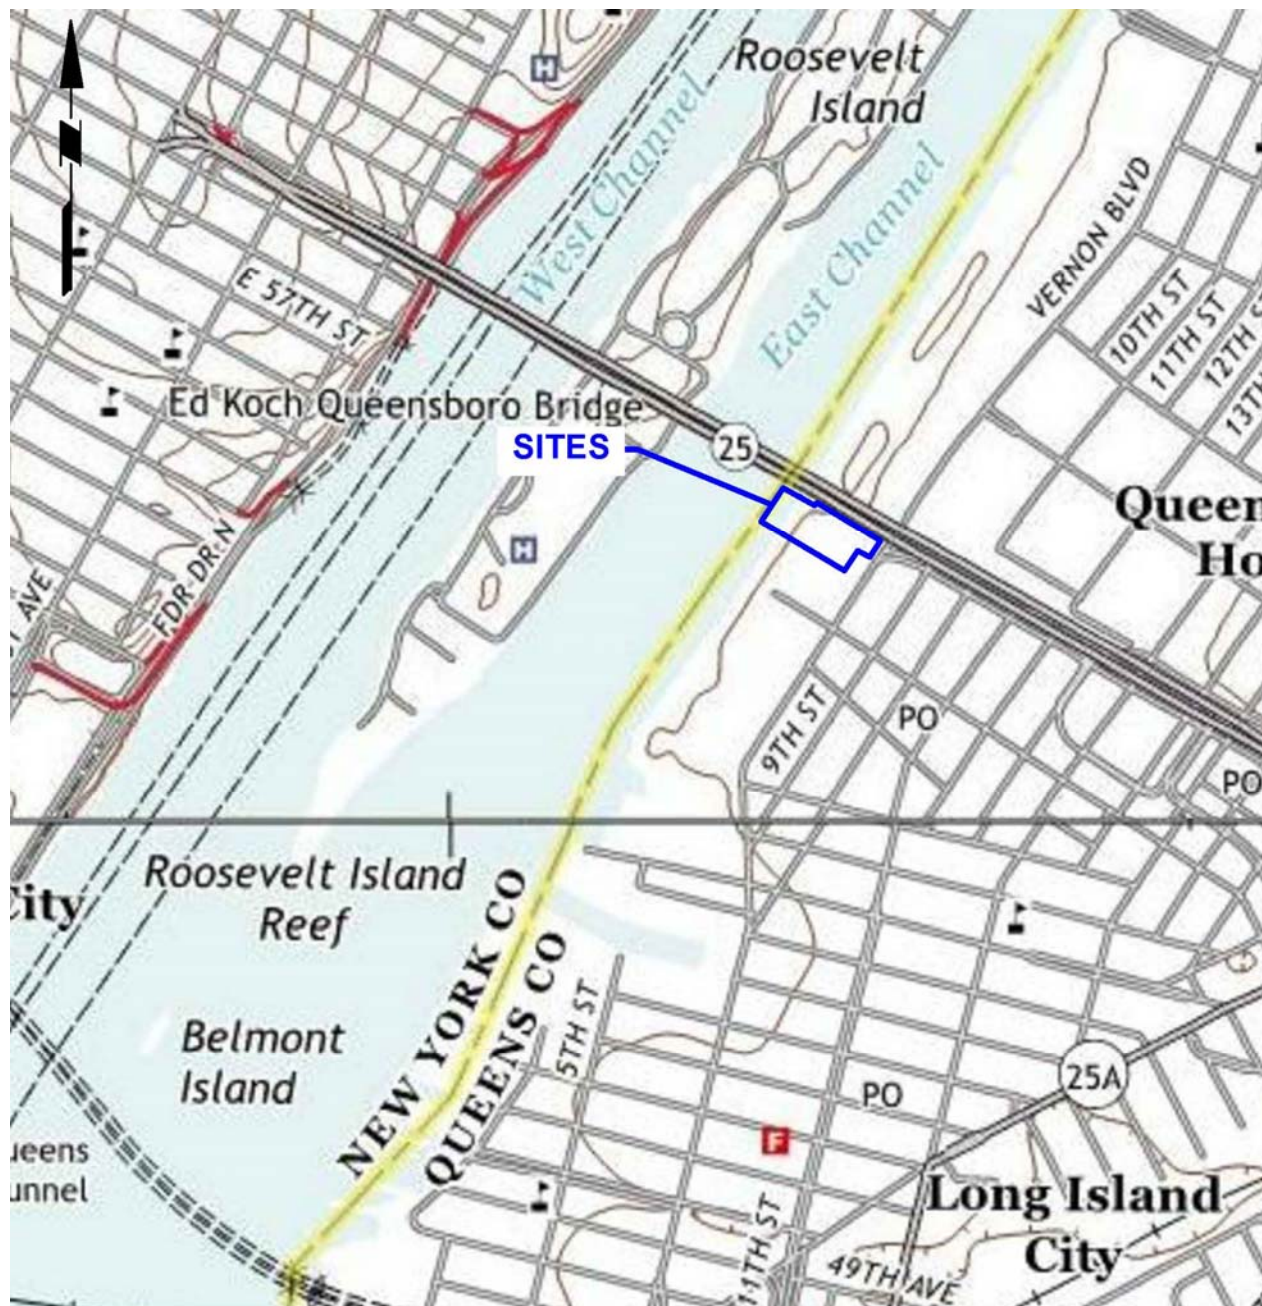 H
Roosevelt
Island
West Channel
East Channel
VERNON BLVD
E 57TH ST
10TH ST
11TH ST
12TH S
13TH
Ed Koch Queensboro Bridge
SITES
25
Queen
Ho
H
FDR DR N
AVE
9TH ST
PO
PO
Roosevelt Island
Reef
City
NEW YORK CO
QUEENS CO
5TH ST
Belmont
Island
25A
PO
F
ueens
unnel
Long Island
City
11TH ST
49TH AVE